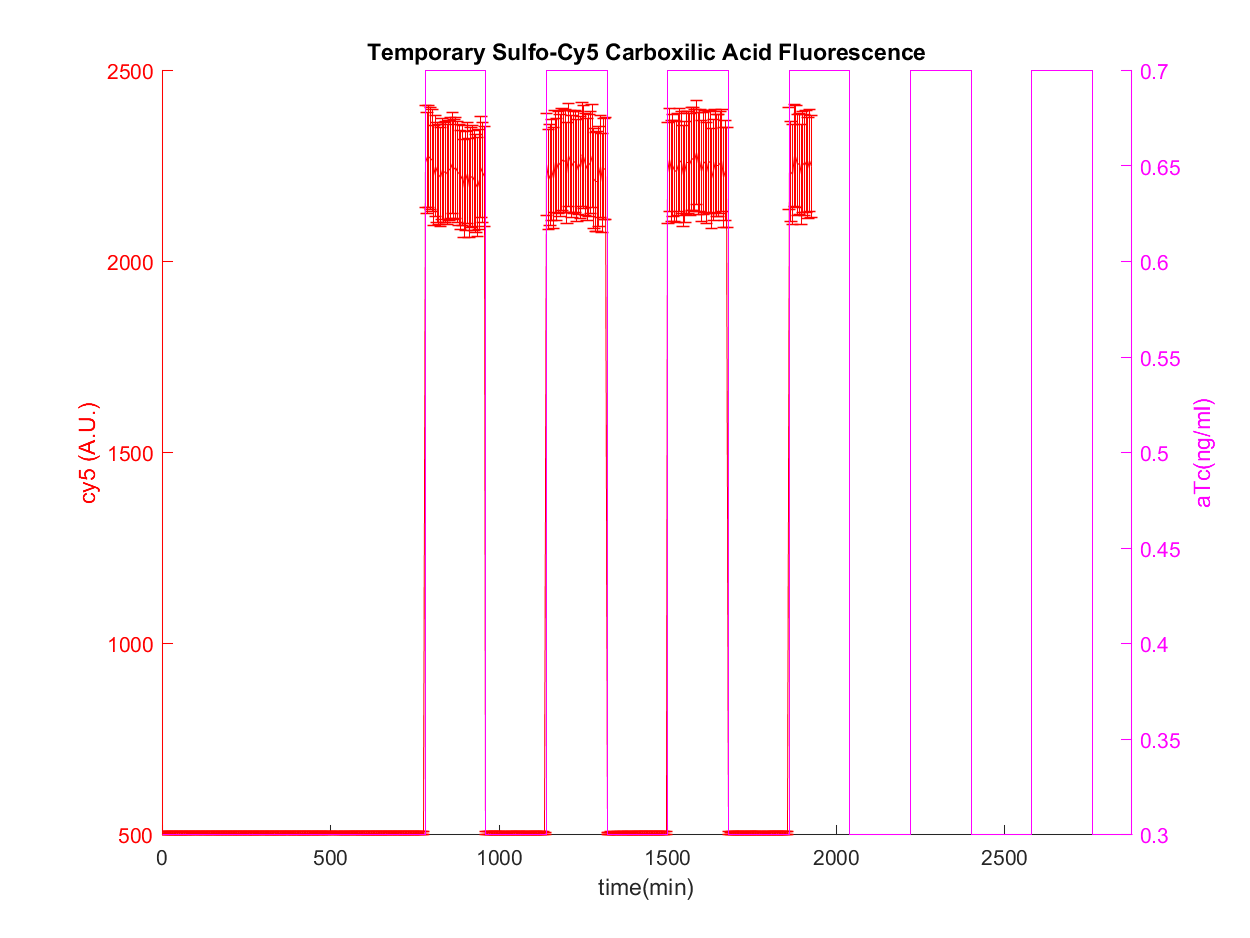 Temporary Sulfo-Cy5 Carboxilic Acid Fluorescence
2500
2000
1500
1000
500
cy5 (A.U.)
0.7
0.65
0.6
0.55
0.5
0.45
0.4
0.35
0.3
aTc(ng/ml)
0 500 1000 1500 2000 2500
time(min)